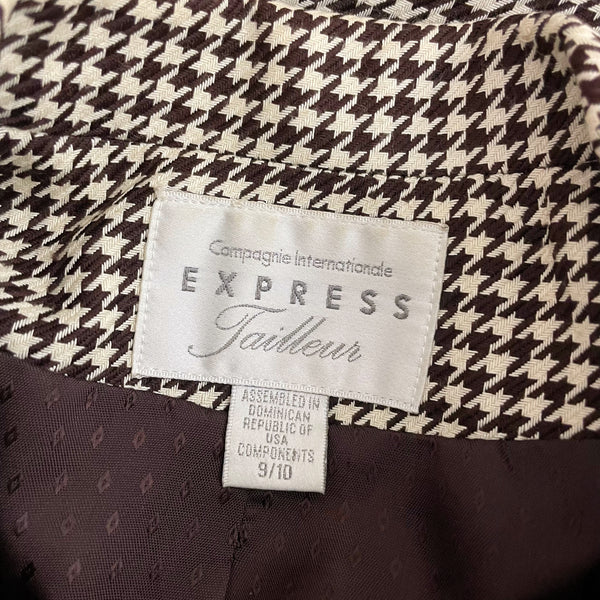 Compagnie Internationale
EXPRESS
Tailleur
ASSEMBLED IN
DOMINICAN
REPUBLIC OF
USA
COMPONENTS
9/10